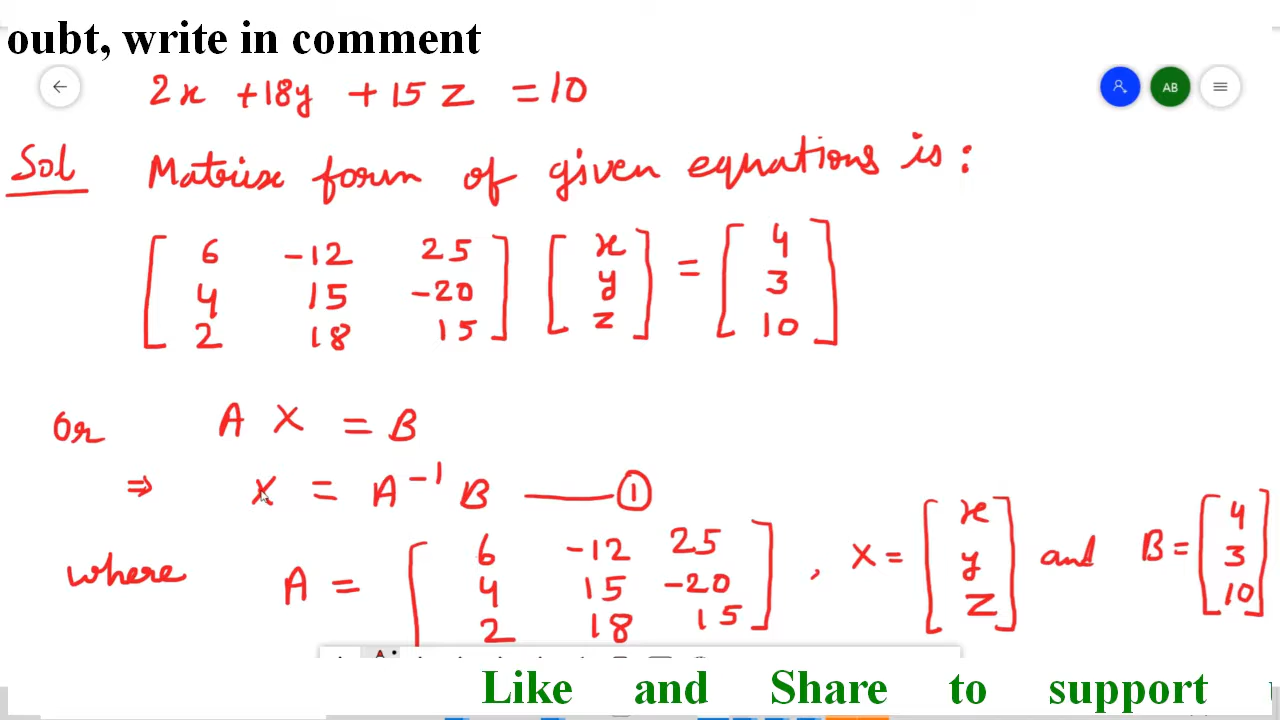 oubt, write in comment
2x + 18y + 15 z = 10
AB
Sol Matrix form of given equations is :
[ 6 -12 25 ] [ x ] = [ 4 ]
[ 4 15 -20 ] [ y ] [ 3 ]
[ 2 18 15 ] [ z ] [ 10 ]
or A X = B
⇒ X = A⁻¹ B —— ①
where A = [ 6 -12 25 ] , X = [ x ] and B = [ 4 ]
[ 4 15 -20 ] [ y ] [ 3 ]
[ 2 18 15 ] [ z ] [ 10 ]
Like and Share to support